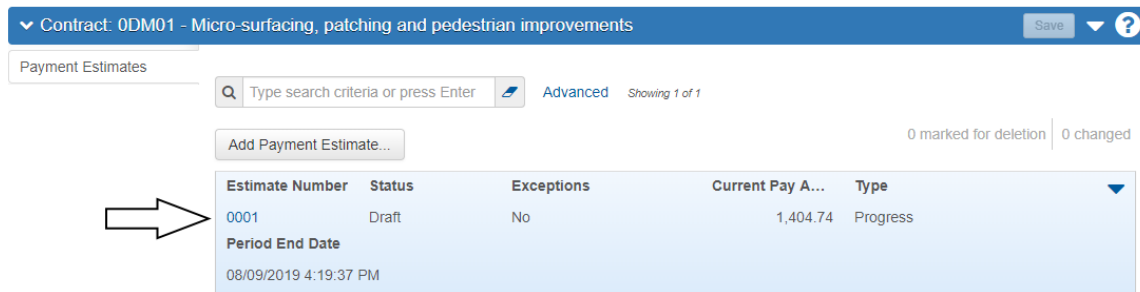 Contract: 0DM01 - Micro-surfacing, patching and pedestrian improvements Save ?
Payment Estimates
Type search criteria or press Enter Advanced Showing 1 of 1
Add Payment Estimate... 0 marked for deletion 0 changed
Estimate Number Status Exceptions Current Pay A... Type
0001 Draft No 1,404.74 Progress
Period End Date
08/09/2019 4:19:37 PM